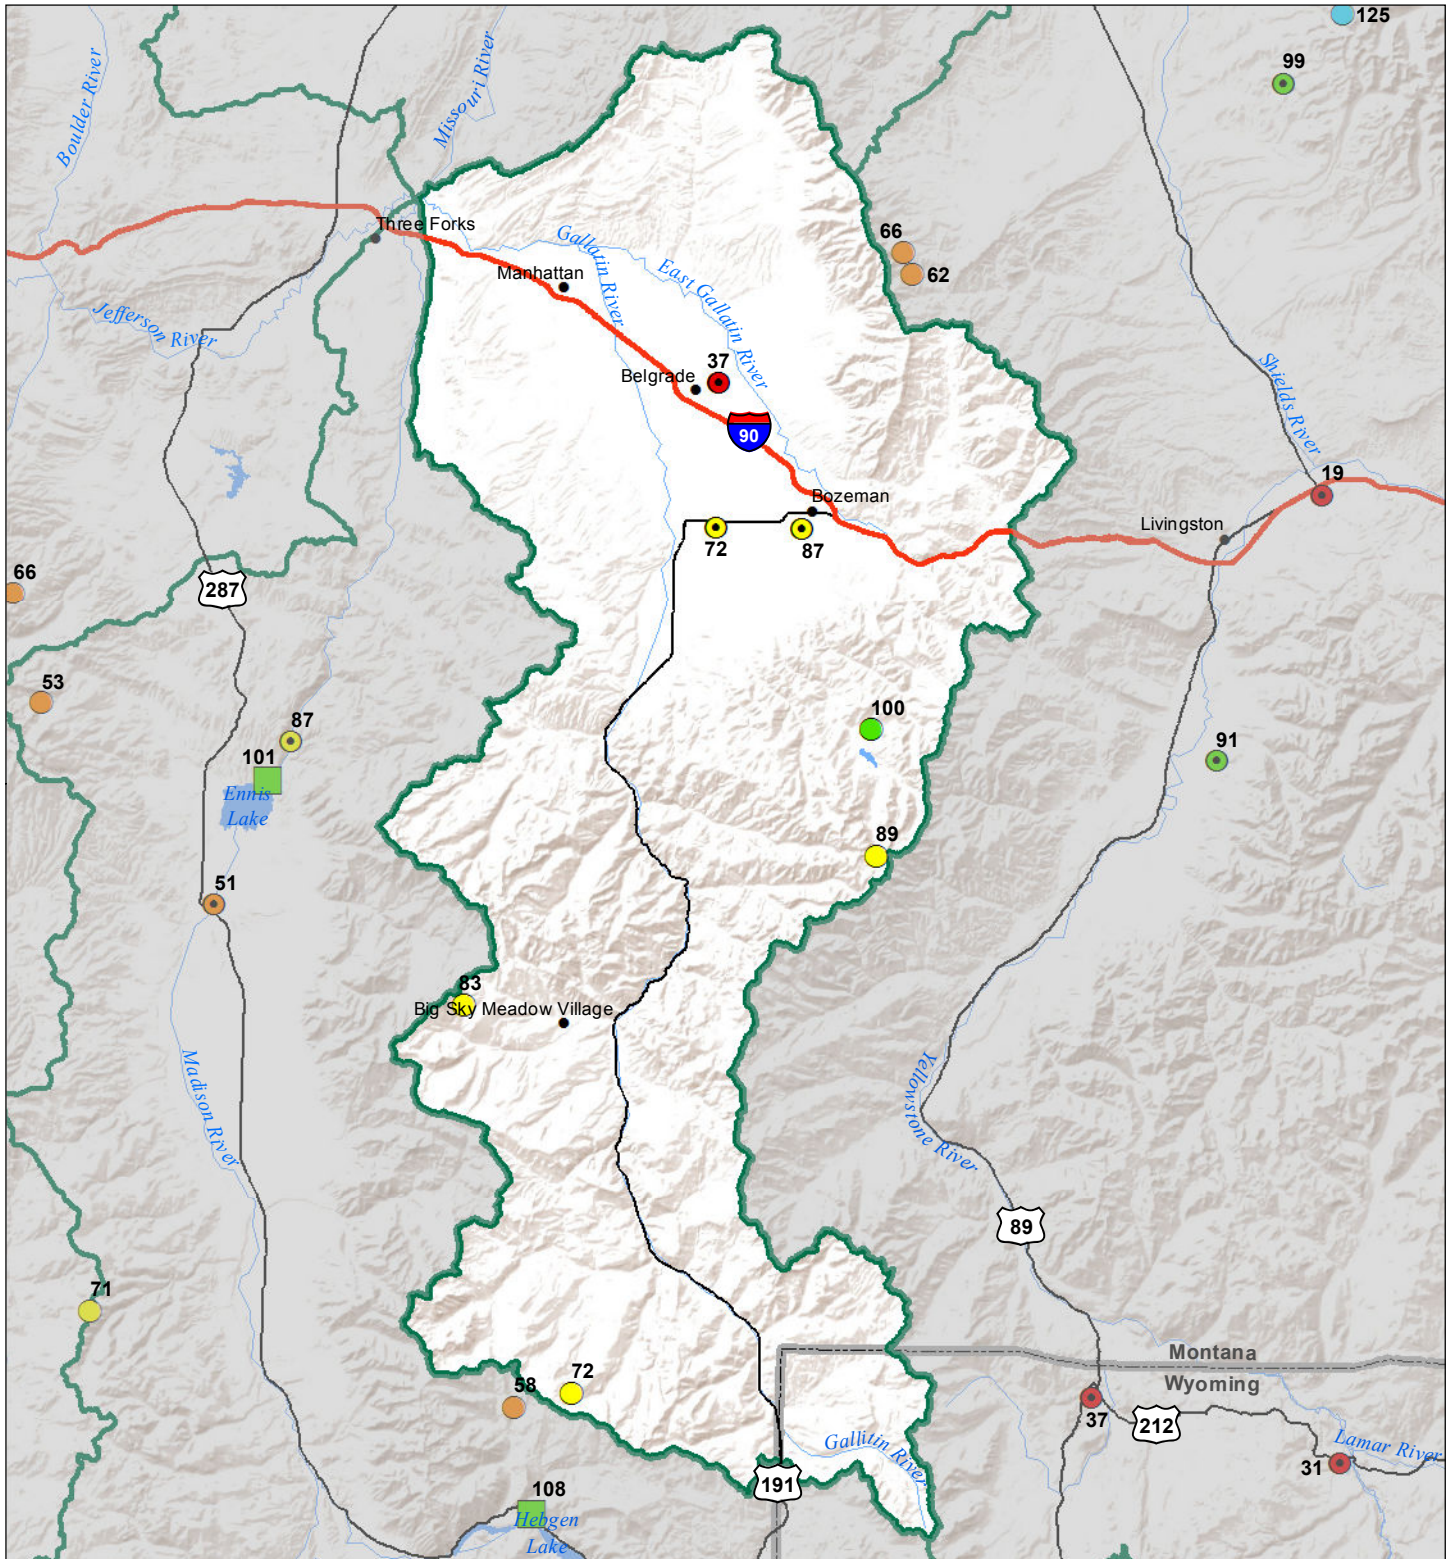 125
99
Boulder River
Missouri River
Three Forks
66
62
Gallatin River
East Gallatin River
Manhattan
Jefferson River
37
Belgrade
90
Shields River
19
Bozeman
Livingston
72
87
66
287
53
87
101
100
91
Ennis
Lake
89
51
83
Big Sky Meadow Village
Madison River
Yellowstone River
89
71
Montana
Wyoming
72
58
37
212
Gallitin River
Lamar River
31
191
108
Hebgen
Lake